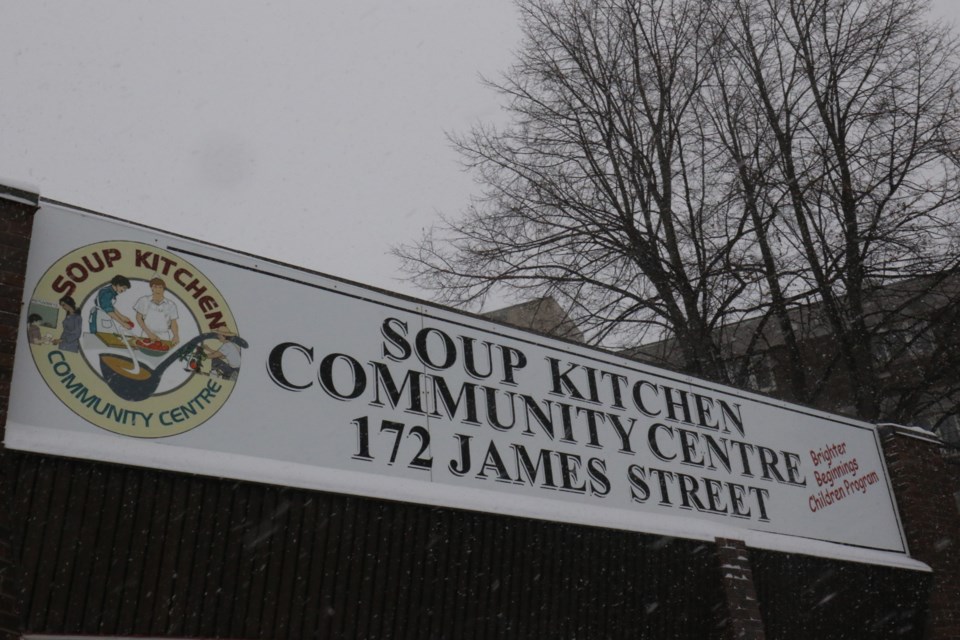 SOUP KITCHEN
COMMUNITY CENTRE
SOUP KITCHEN
COMMUNITY CENTRE
172 JAMES STREET
Brighter
Beginnings
Children Program